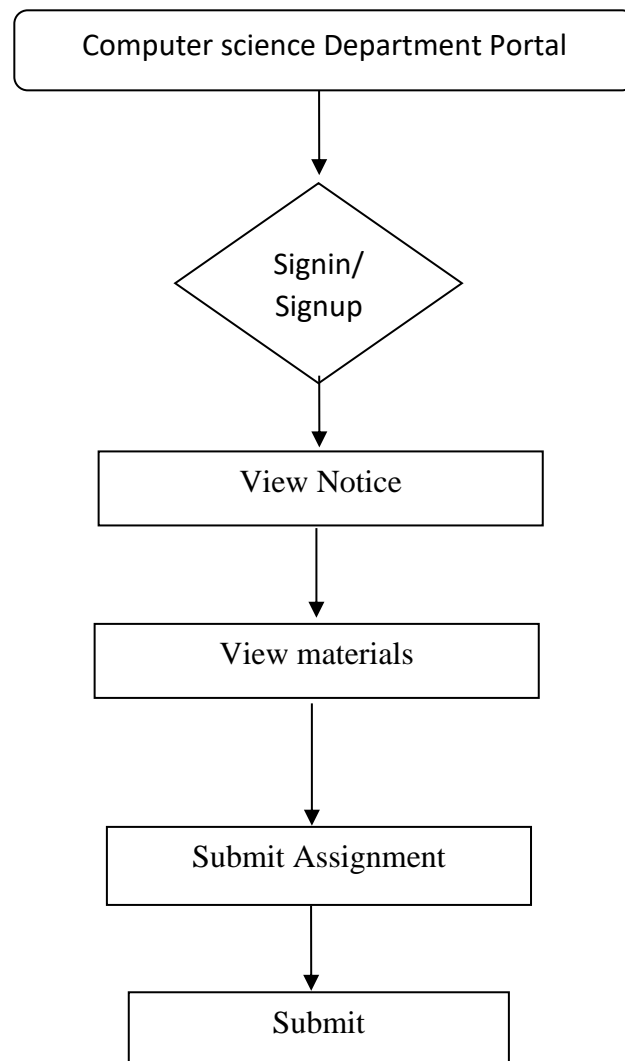 Computer science Department Portal
Signin/
Signup
View Notice
View materials
Submit Assignment
Submit